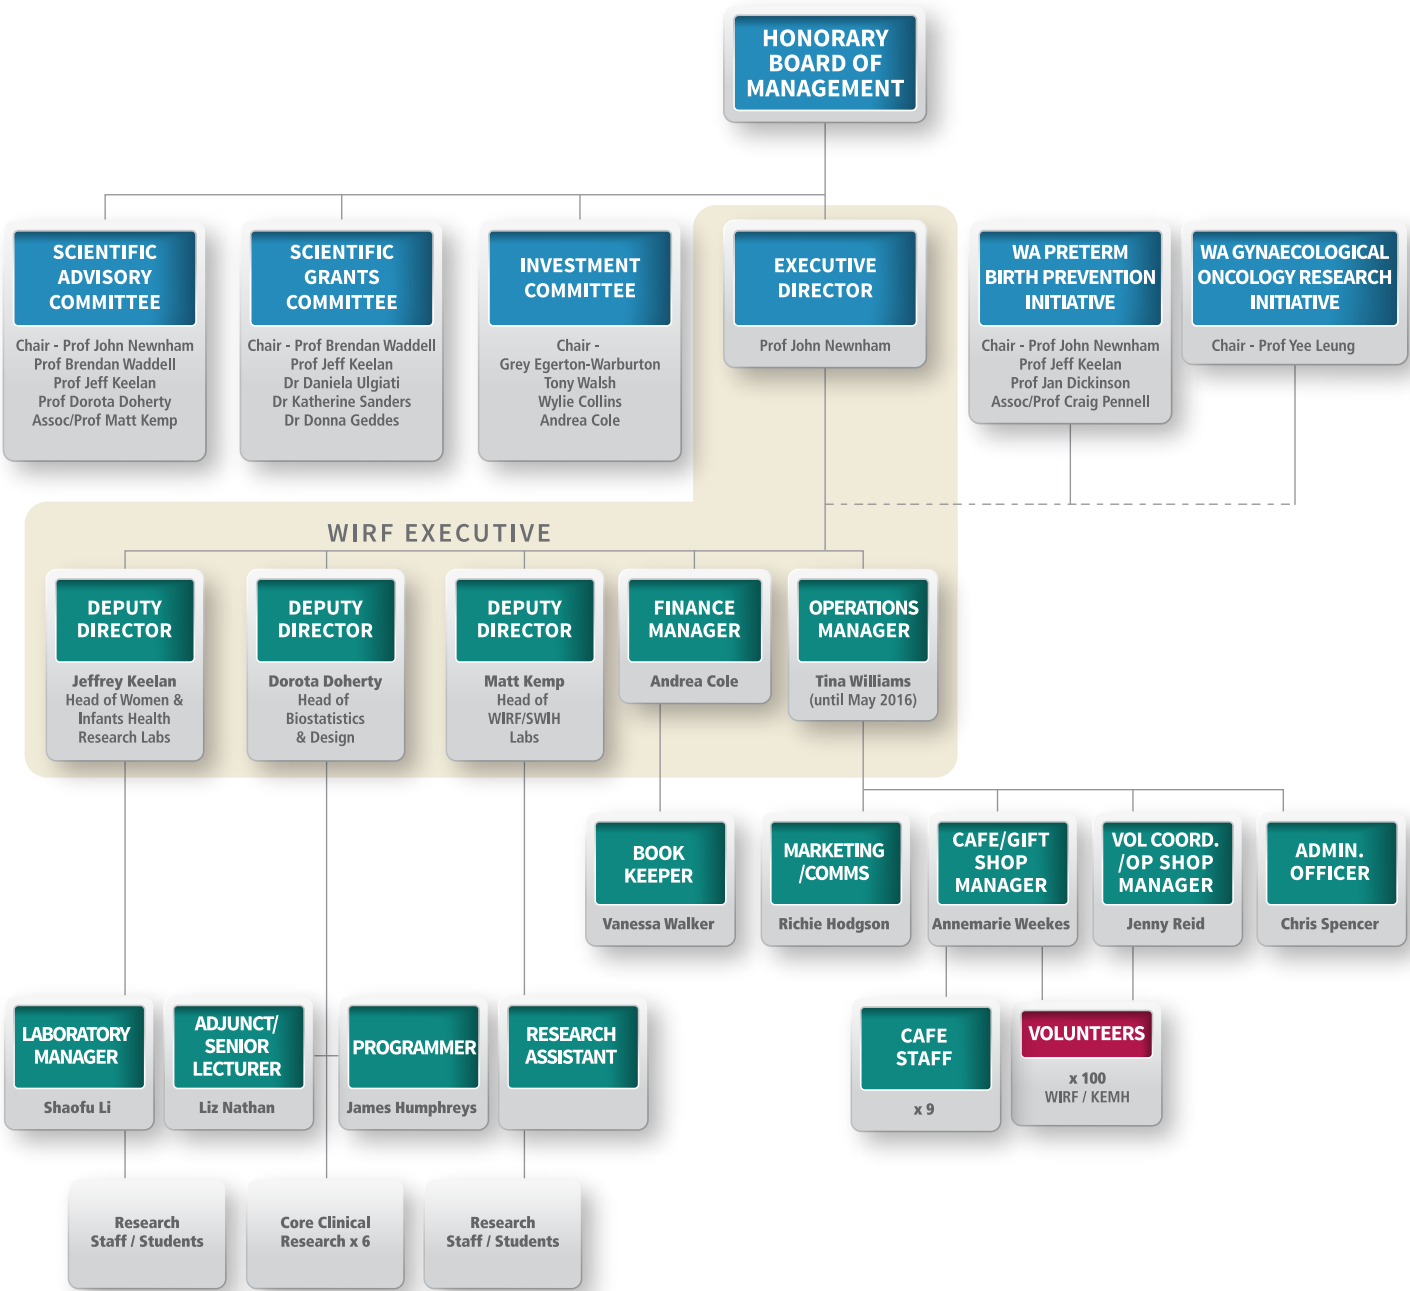 HONORARY
BOARD OF
MANAGEMENT
SCIENTIFIC
ADVISORY
COMMITTEE
Chair - Prof John Newnham
Prof Brendan Waddell
Prof Jeff Keelan
Prof Dorota Doherty
Assoc/Prof Matt Kemp
SCIENTIFIC
GRANTS
COMMITTEE
Chair - Prof Brendan Waddell
Prof Jeff Keelan
Dr Daniela Ulgiati
Dr Katherine Sanders
Dr Donna Geddes
INVESTMENT
COMMITTEE
Chair -
Grey Egerton-Warburton
Tony Walsh
Wylie Collins
Andrea Cole
EXECUTIVE
DIRECTOR
Prof John Newnham
WA PRETERM
BIRTH PREVENTION
INITIATIVE
Chair - Prof John Newnham
Prof Jeff Keelan
Prof Jan Dickinson
Assoc/Prof Craig Pennell
WA GYNAECOLOGICAL
ONCOLOGY RESEARCH
INITIATIVE
Chair - Prof Yee Leung
WIRF EXECUTIVE
DEPUTY
DIRECTOR
Jeffrey Keelan
Head of Women &
Infants Health
Research Labs
DEPUTY
DIRECTOR
Dorota Doherty
Head of
Biostatistics
& Design
DEPUTY
DIRECTOR
Matt Kemp
Head of
WIRF/SWIH
Labs
FINANCE
MANAGER
Andrea Cole
OPERATIONS
MANAGER
Tina Williams
(until May 2016)
BOOK
KEEPER
Vanessa Walker
MARKETING
/COMMS
Richie Hodgson
CAFE/GIFT
SHOP
MANAGER
Annemarie Weekes
VOL COORD.
/OP SHOP
MANAGER
Jenny Reid
ADMIN.
OFFICER
Chris Spencer
LABORATORY
MANAGER
Shaofu Li
ADJUNCT/
SENIOR
LECTURER
Liz Nathan
PROGRAMMER
James Humphreys
RESEARCH
ASSISTANT
CAFE
STAFF
x 9
VOLUNTEERS
x 100
WIRF / KEMH
Research
Staff / Students
Core Clinical
Research x 6
Research
Staff / Students